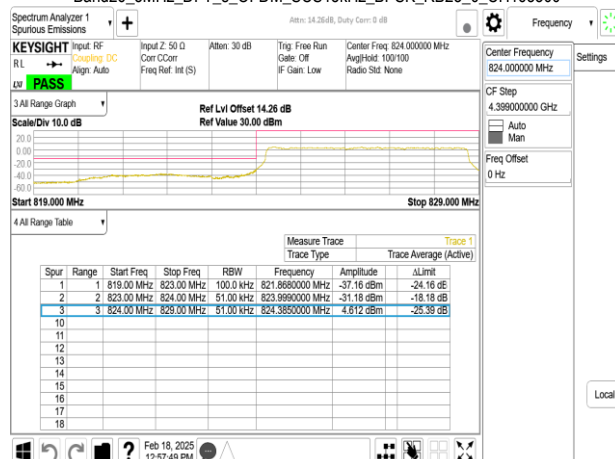 Spectrum Analyzer 1
Spurious Emissions
Attn: 14.26dB, Duty Corr: 0 dB
Frequency
Settings
KEYSIGHT
RL
PASS
Input: RF
Coupling: DC
Align: Auto
Input Z: 50 Ω
Corr CCorr
Freq Ref: Int (S)
Atten: 30 dB
Trig: Free Run
Gate: Off
IF Gain: Low
Center Freq: 824.000000 MHz
Avg|Hold: 100/100
Radio Std: None
Center Frequency
824.000000 MHz
CF Step
4.399000000 GHz
Auto
Man
Freq Offset
0 Hz
3 All Range Graph
Scale/Div 10.0 dB
Ref Lvl Offset 14.26 dB
Ref Value 30.00 dBm
20.0
0.00
-20.0
-40.0
-60.0
Start 819.000 MHz
Stop 829.000 MHz
4 All Range Table
Measure Trace Trace 1
Trace Type Trace Average (Active)
Spur Range Start Freq Stop Freq RBW Frequency Amplitude ΔLimit
1 1 819.00 MHz 823.00 MHz 100.0 kHz 821.8680000 MHz -37.16 dBm -24.16 dB
2 2 823.00 MHz 824.00 MHz 51.00 kHz 823.9990000 MHz -31.18 dBm -18.18 dB
3 3 824.00 MHz 829.00 MHz 51.00 kHz 824.3850000 MHz 4.612 dBm -25.39 dB
10
11
12
13
14
15
16
17
18
Local
Feb 18, 2025
12:57:49 PM